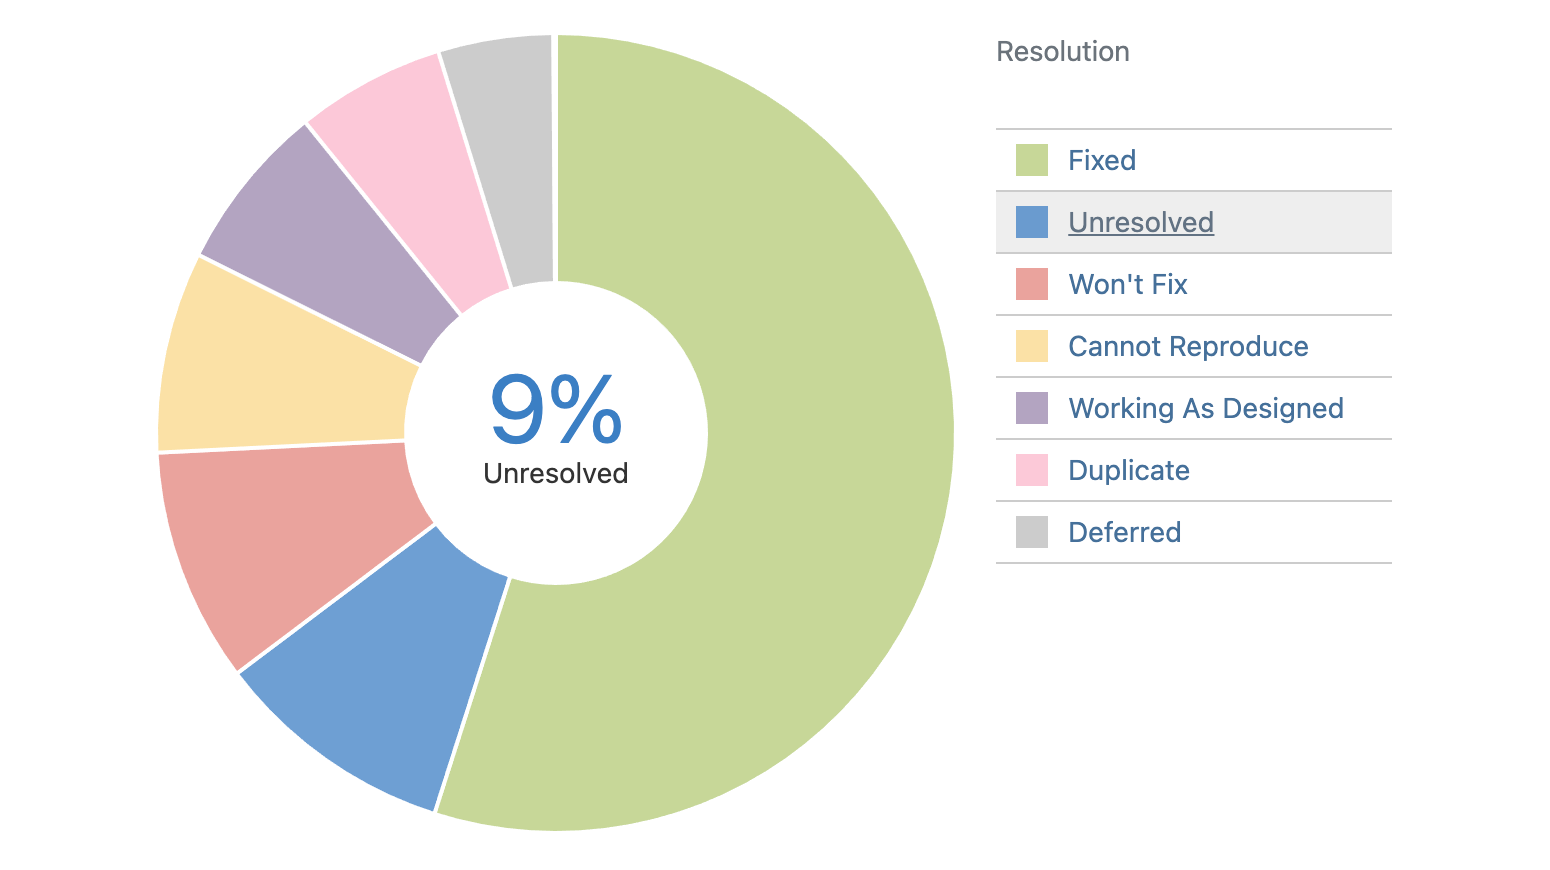 9%
Unresolved
Resolution
Fixed
Unresolved
Won't Fix
Cannot Reproduce
Working As Designed
Duplicate
Deferred